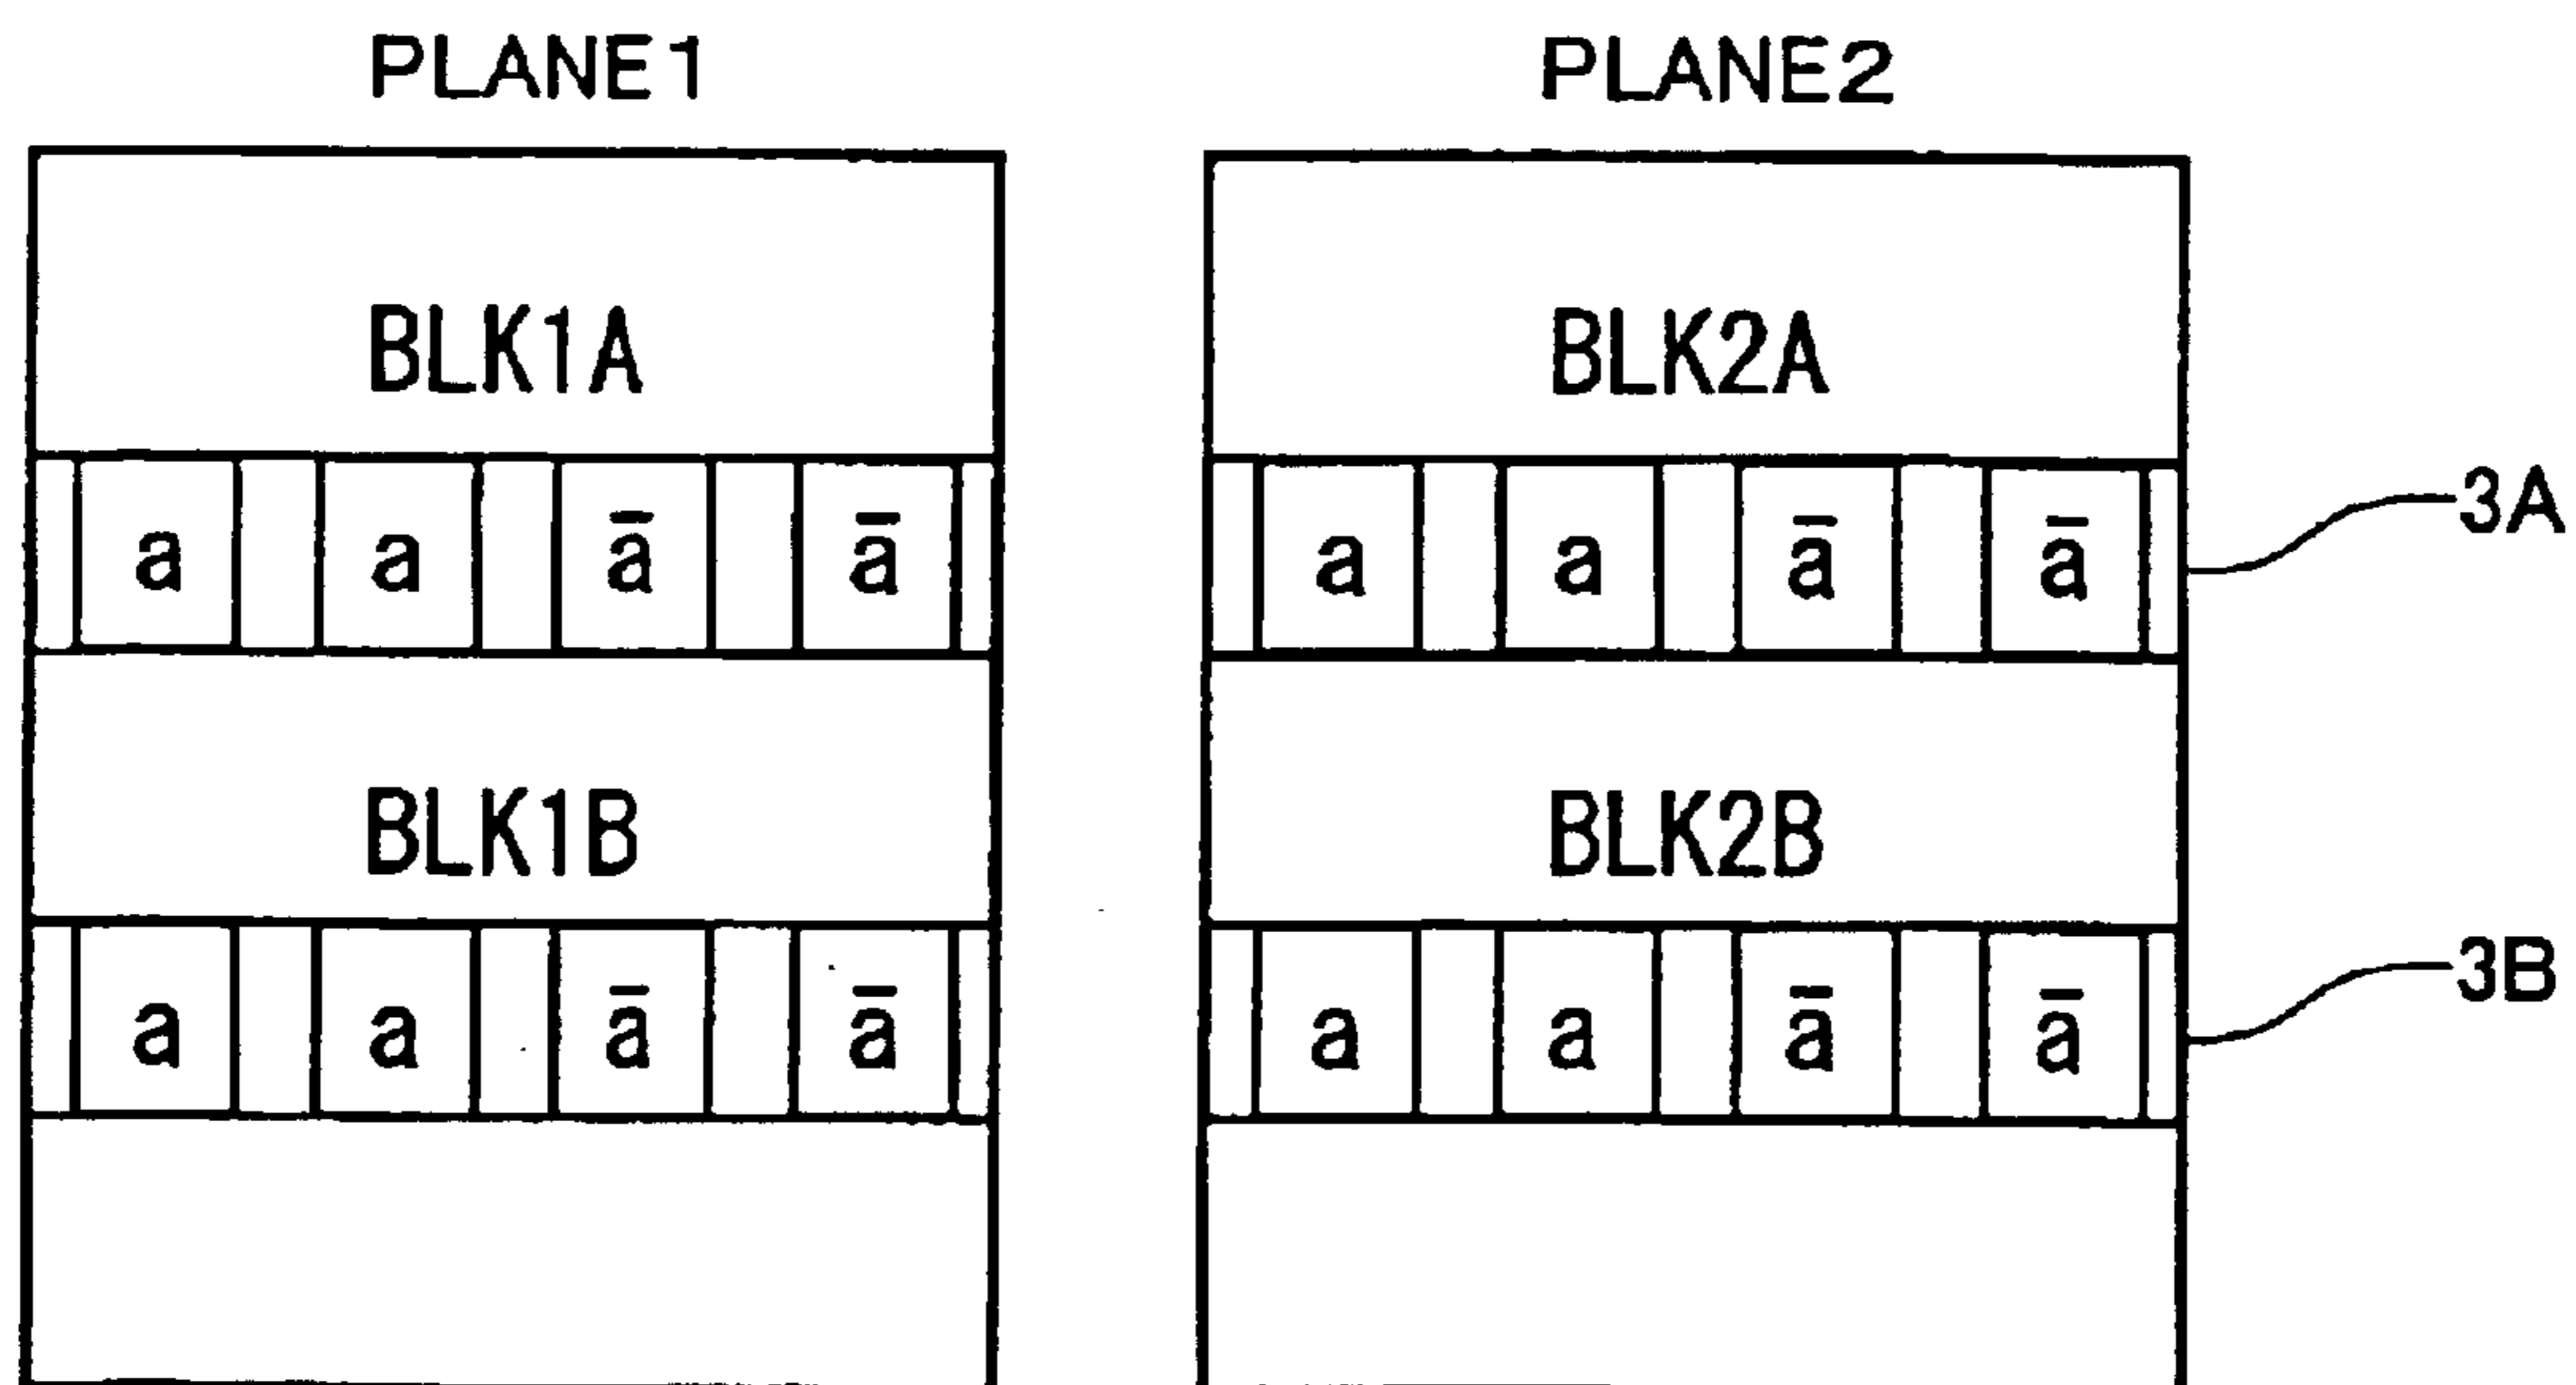 PLANE1 PLANE2
BLK1A BLK2A
a a ā ā a a ā ā 3A
BLK1B BLK2B
a a ā ā a a ā ā 3B